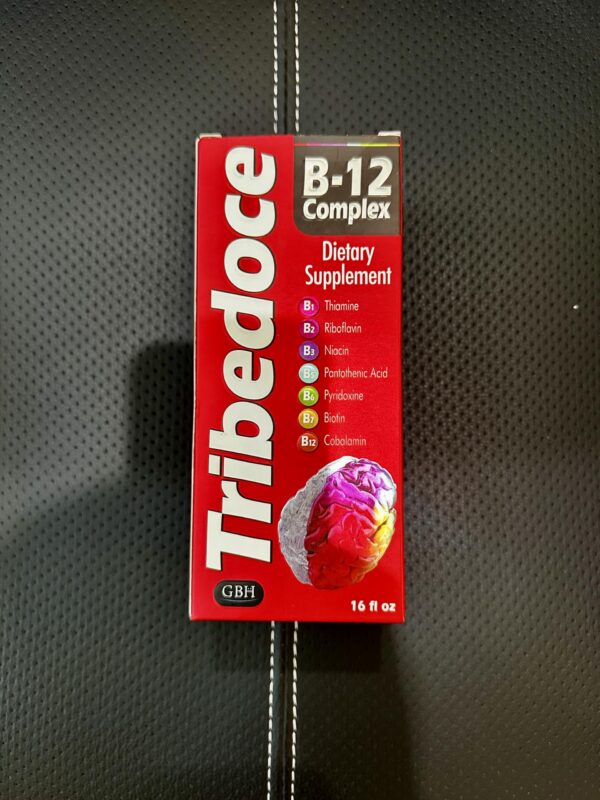 Tribedoce
B-12
Complex
Dietary
Supplement
B1 Thiamine
B2 Riboflavin
B3 Niacin
B5 Pantothenic Acid
B6 Pyridoxine
B7 Biotin
B12 Cobalamin
GBH
16 fl oz